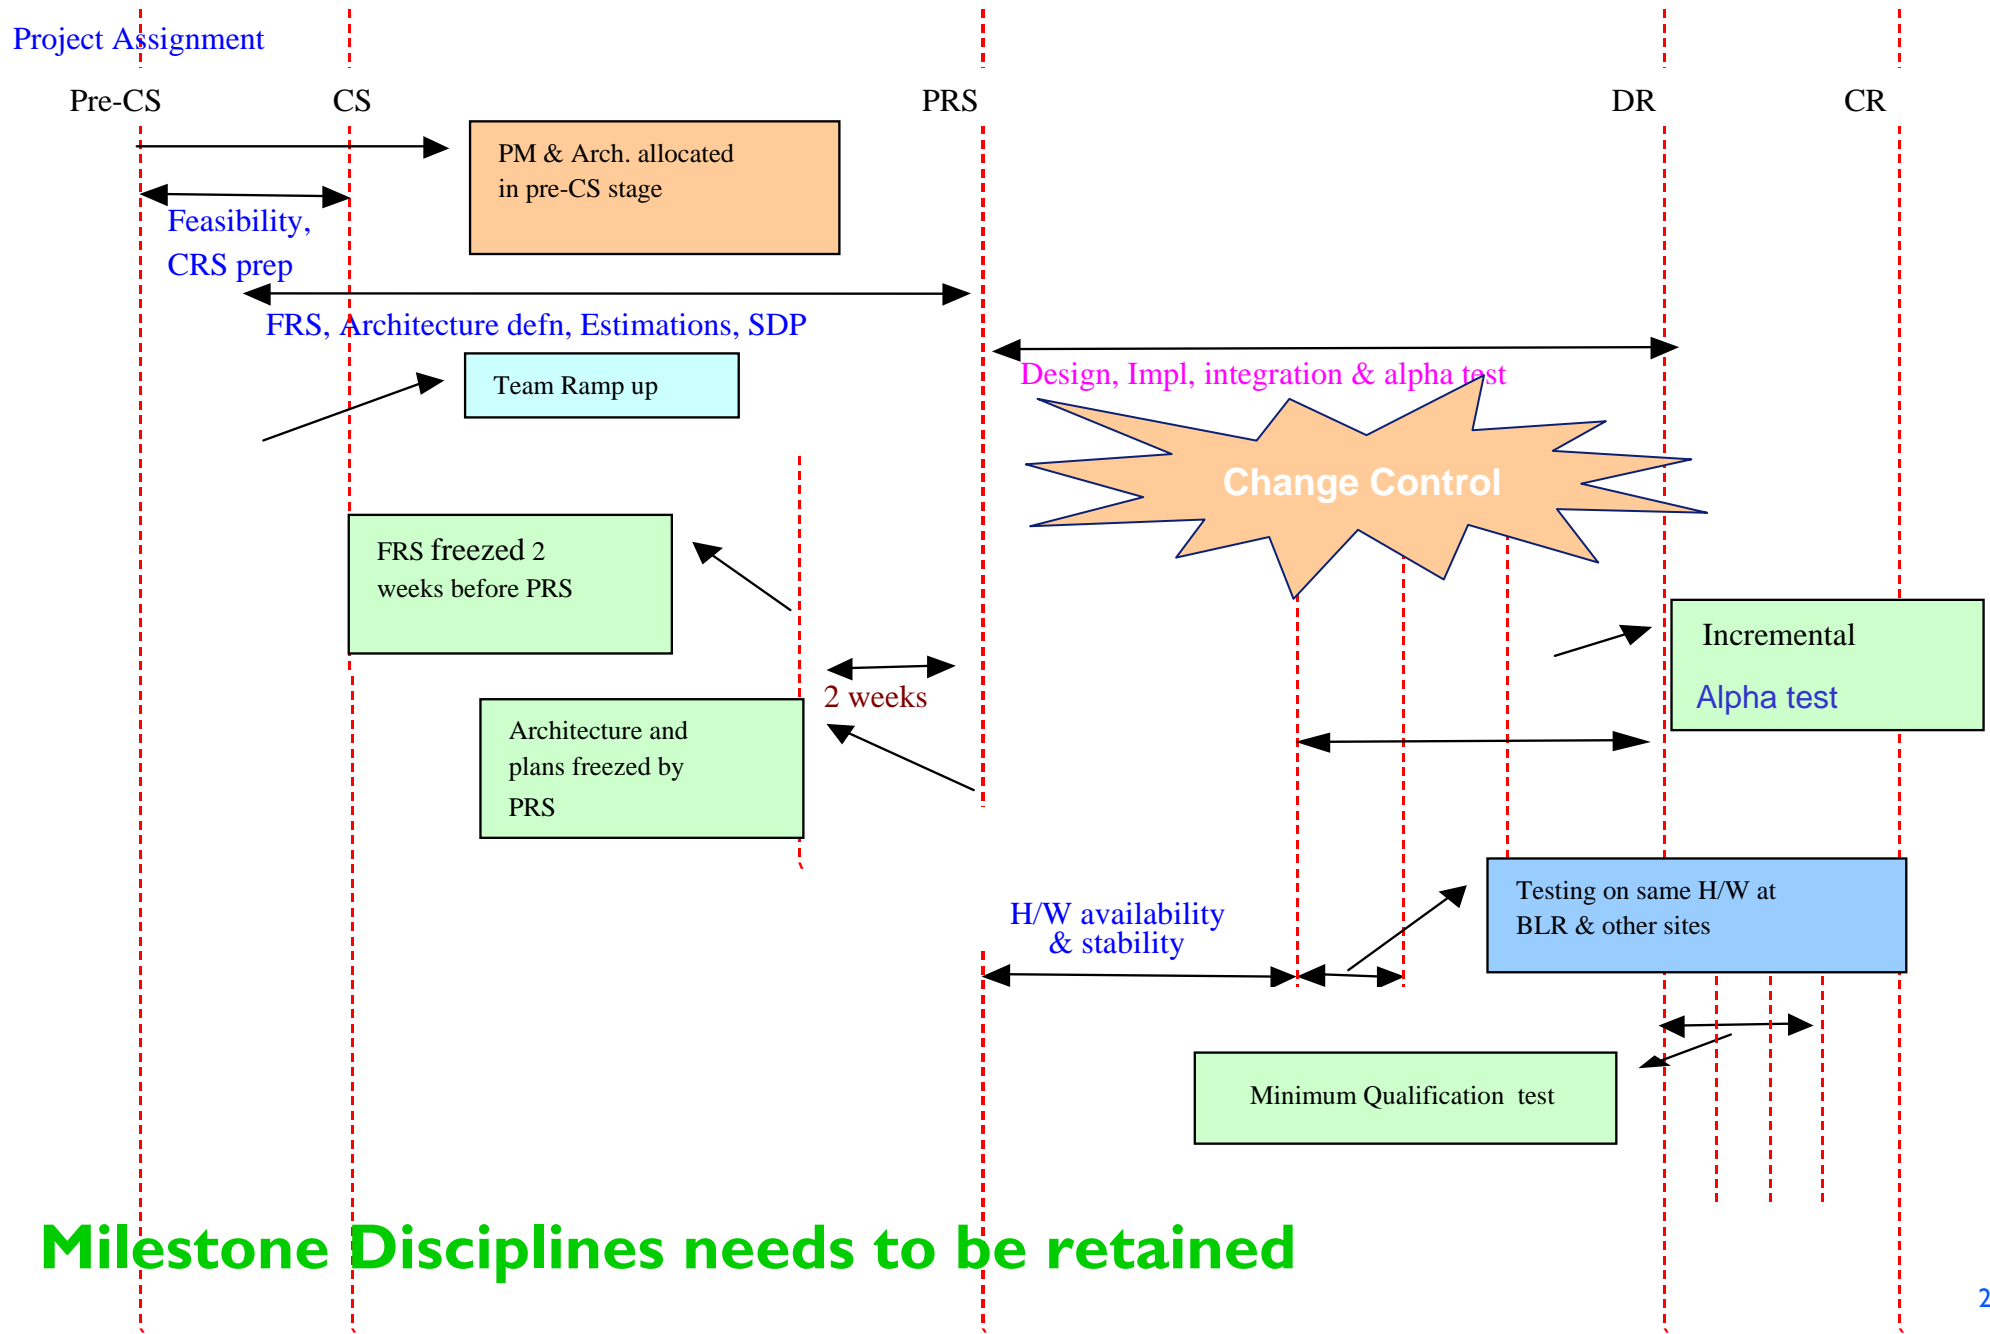 Project Assignment
Pre-CS CS PRS DR CR
PM & Arch. allocated
in pre-CS stage
Feasibility,
CRS prep
FRS, Architecture defn, Estimations, SDP
Design, Impl, integration & alpha test
Team Ramp up
Change Control
FRS freezed 2
weeks before PRS
Incremental
Alpha test
2 weeks
Architecture and
plans freezed by
PRS
Testing on same H/W at
BLR & other sites
H/W availability
& stability
Minimum Qualification test
Milestone Disciplines needs to be retained
2